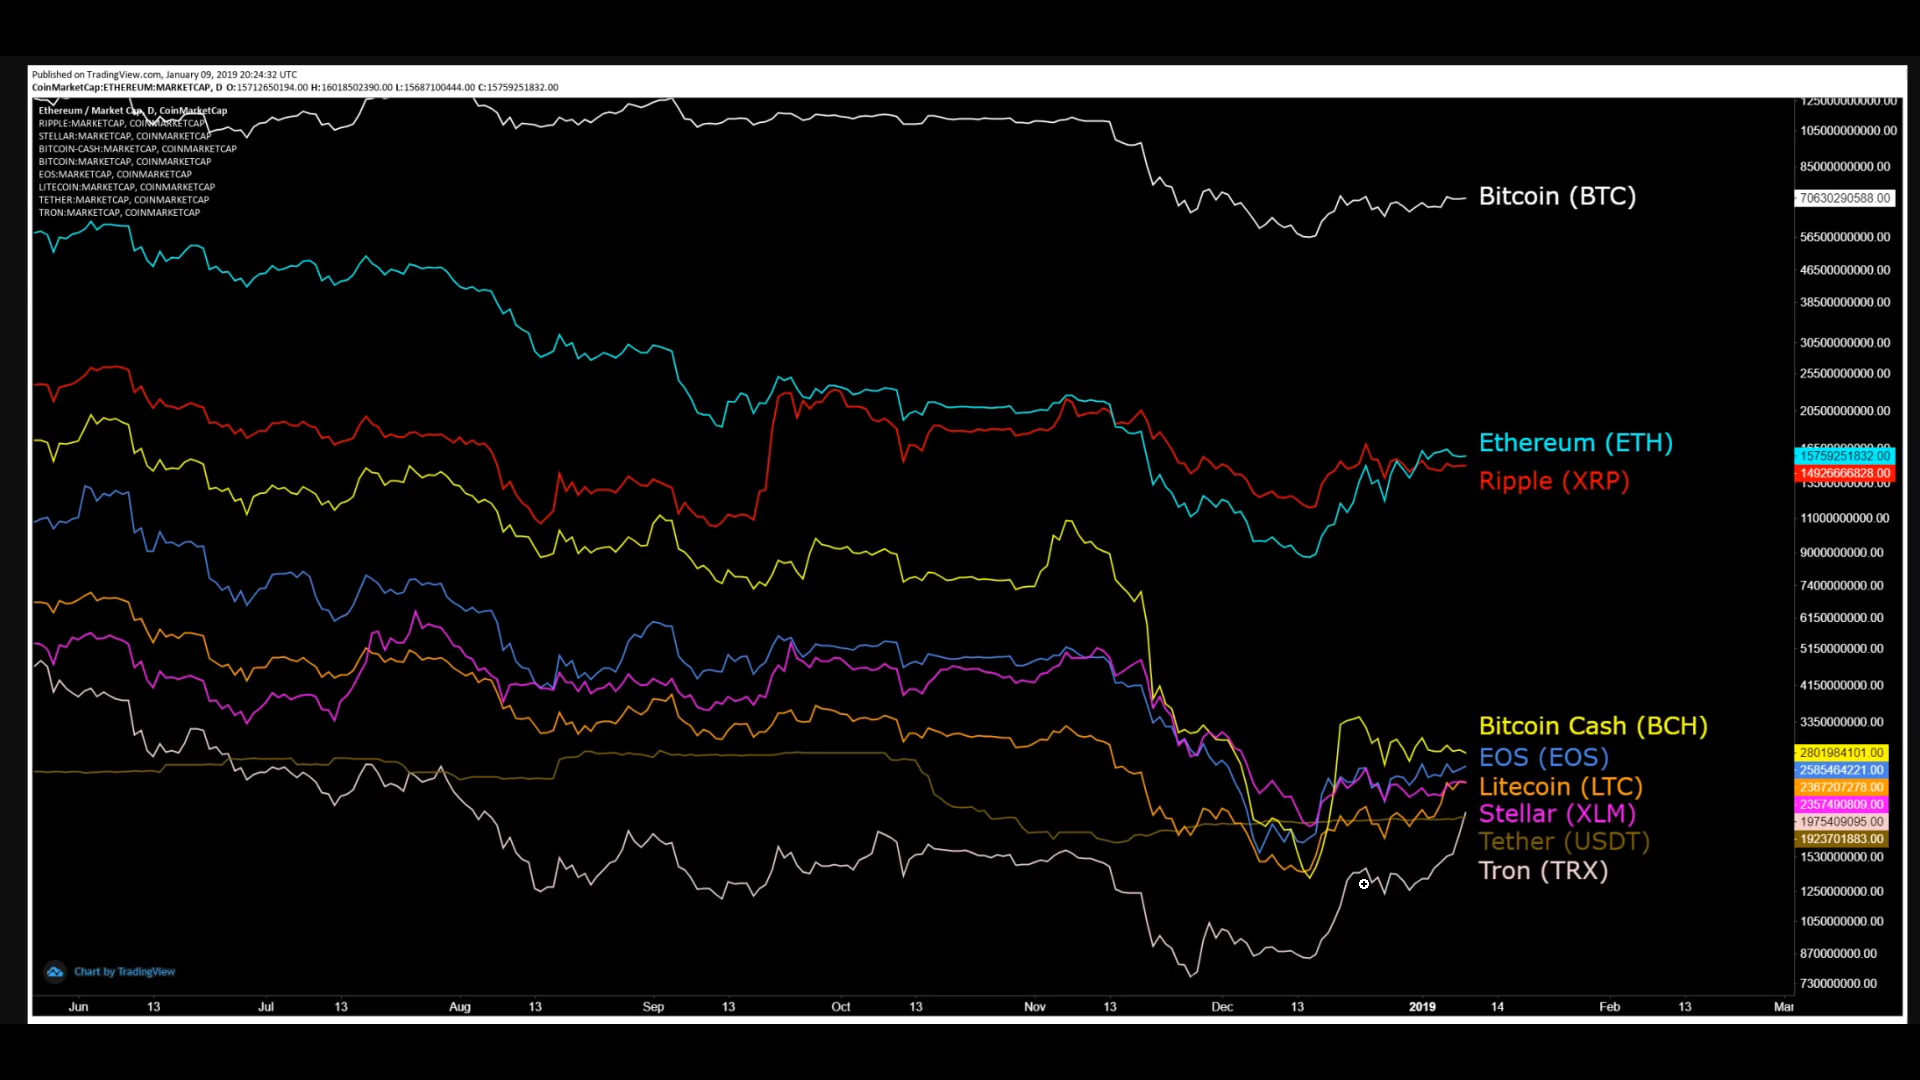 Published on TradingView.com, January 09, 2019 20:24:32 UTC
CoinMarketCap:ETHEREUM:MARKETCAP, D O:15712650194.00 H:16018502390.00 L:15687100444.00 C:15759251832.00
Ethereum / Market Cap, D, CoinMarketCap
RIPPLE:MARKETCAP, COINMARKETCAP
STELLAR:MARKETCAP, COINMARKETCAP
BITCOIN-CASH:MARKETCAP, COINMARKETCAP
BITCOIN:MARKETCAP, COINMARKETCAP
EOS:MARKETCAP, COINMARKETCAP
LITECOIN:MARKETCAP, COINMARKETCAP
TETHER:MARKETCAP, COINMARKETCAP
TRON:MARKETCAP, COINMARKETCAP
125000000000.00
105000000000.00
85000000000.00
70630290588.00
56500000000.00
46500000000.00
38500000000.00
30500000000.00
25500000000.00
20500000000.00
16500000000.00
15759251832.00
14926666828.00
13500000000.00
11000000000.00
9000000000.00
7400000000.00
6150000000.00
5150000000.00
4150000000.00
3350000000.00
2801984101.00
2585464221.00
2367207278.00
2357490809.00
1975409095.00
1923701883.00
1530000000.00
1250000000.00
1050000000.00
870000000.00
730000000.00
Bitcoin (BTC)
Ethereum (ETH)
Ripple (XRP)
Bitcoin Cash (BCH)
EOS (EOS)
Litecoin (LTC)
Stellar (XLM)
Tether (USDT)
Tron (TRX)
Chart by TradingView
Jun 13 Jul 13 Aug 13 Sep 13 Oct 13 Nov 13 Dec 13 2019 14 Feb 13 Mar